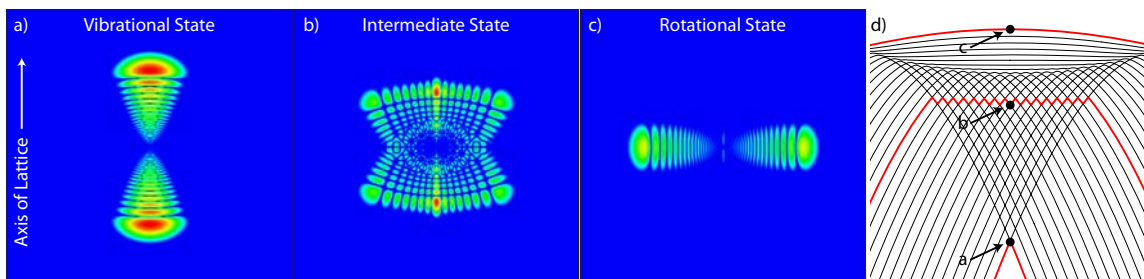 a) Vibrational State
b) Intermediate State
c) Rotational State
d)
Axis of Lattice
c
b
a